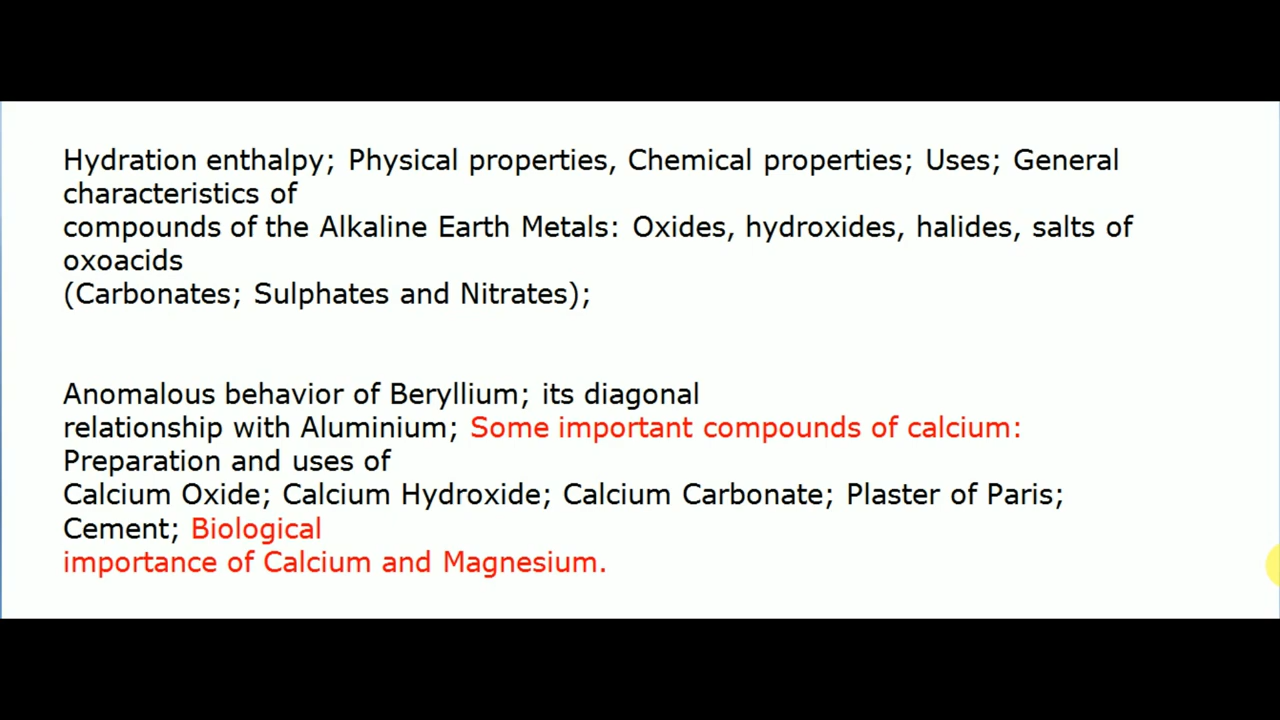 Hydration enthalpy; Physical properties, Chemical properties; Uses; General
characteristics of
compounds of the Alkaline Earth Metals: Oxides, hydroxides, halides, salts of
oxoacids
(Carbonates; Sulphates and Nitrates);
Anomalous behavior of Beryllium; its diagonal
relationship with Aluminium; Some important compounds of calcium:
Preparation and uses of
Calcium Oxide; Calcium Hydroxide; Calcium Carbonate; Plaster of Paris;
Cement; Biological
importance of Calcium and Magnesium.